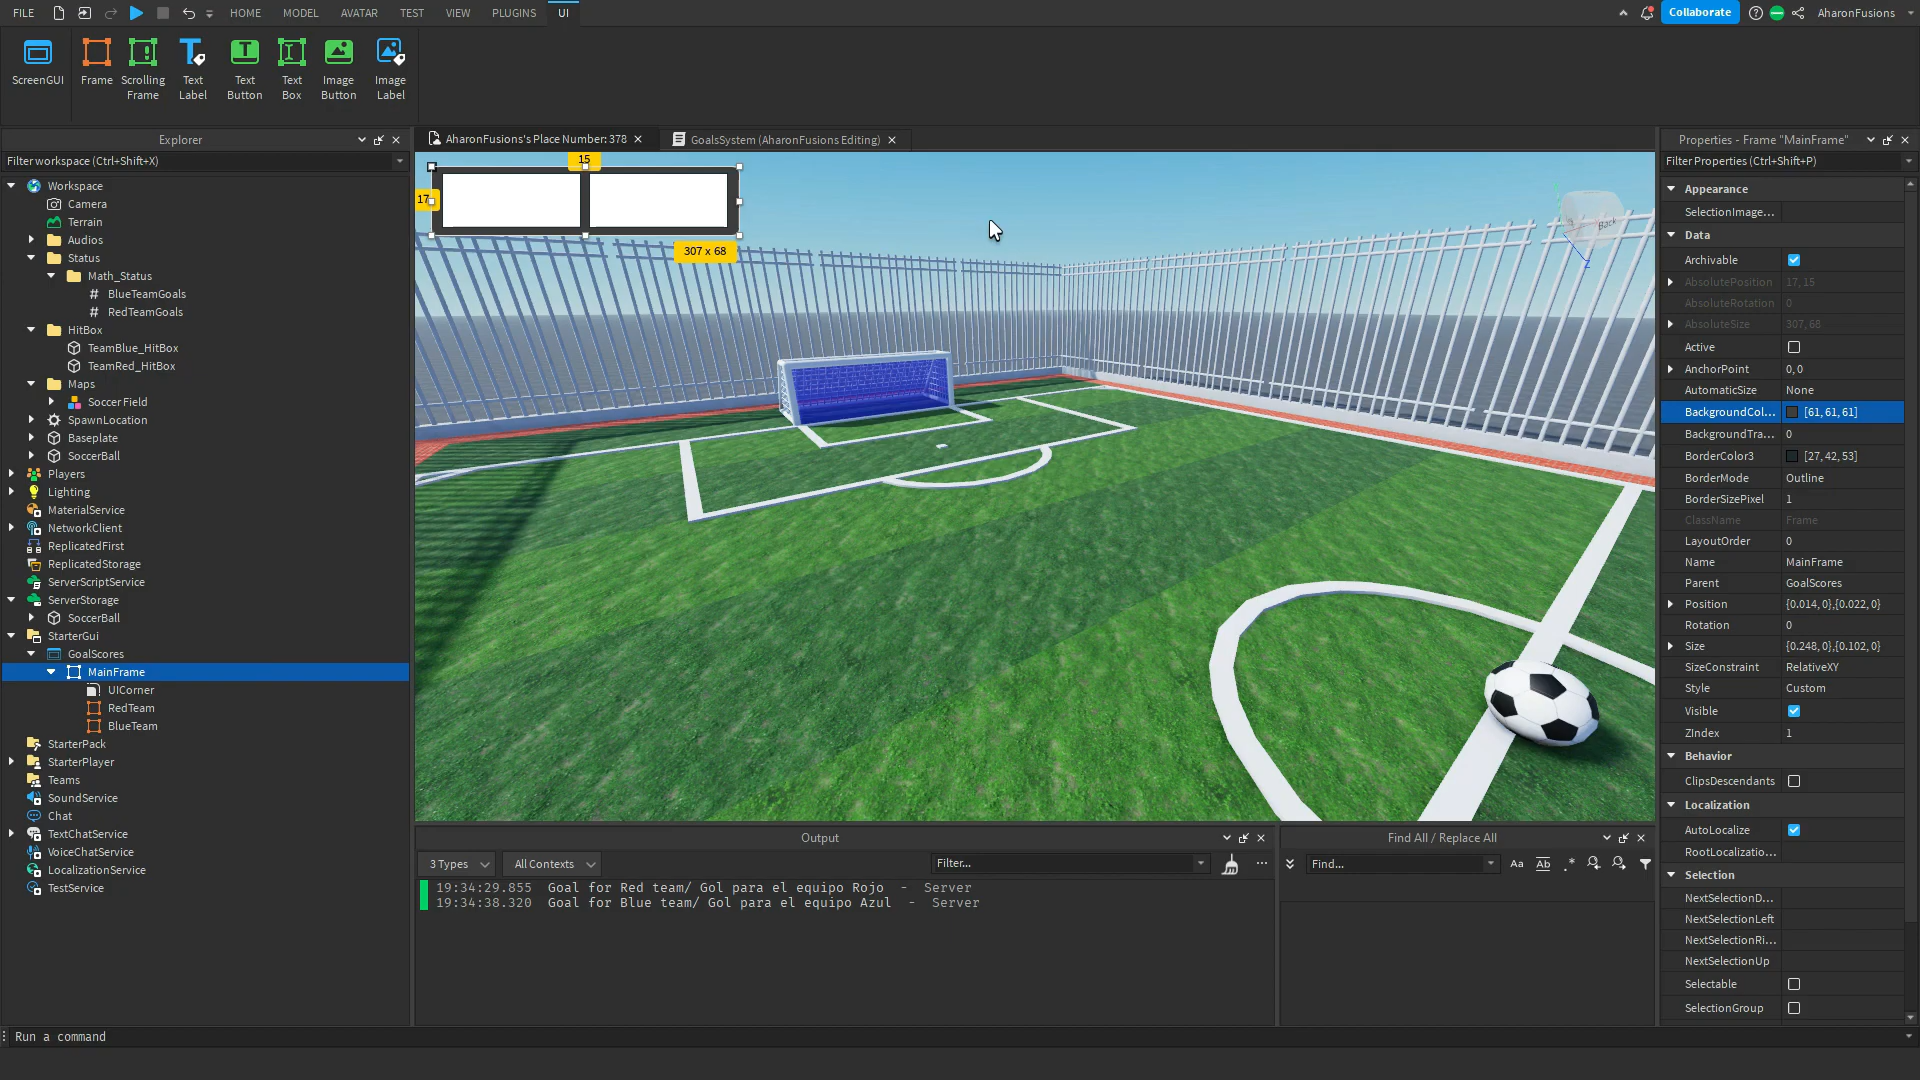 FILE HOME MODEL AVATAR TEST VIEW PLUGINS UI Collaborate AharonFusions
ScreenGUI Frame Scrolling Frame Text Label Text Button Text Box Image Button Image Label
Explorer
Filter workspace (Ctrl+Shift+X)
Workspace
Camera
Terrain
Audios
Status
Math_Status
BlueTeamGoals
RedTeamGoals
HitBox
TeamBlue_HitBox
TeamRed_HitBox
Maps
Soccer Field
SpawnLocation
Baseplate
SoccerBall
Players
Lighting
MaterialService
NetworkClient
ReplicatedFirst
ReplicatedStorage
ServerScriptService
ServerStorage
SoccerBall
StarterGui
GoalScores
MainFrame
UICorner
RedTeam
BlueTeam
StarterPack
StarterPlayer
Teams
SoundService
Chat
TextChatService
VoiceChatService
LocalizationService
TestService
AharonFusions's Place Number: 378 GoalsSystem (AharonFusions Editing)
15
17
307 x 68
Back
Z
Output
3 Types All Contexts Filter...
19:34:29.855 Goal for Red team/ Gol para el equipo Rojo - Server
19:34:38.320 Goal for Blue team/ Gol para el equipo Azul - Server
Find All / Replace All
Find... Aa Ab .*
Properties - Frame "MainFrame"
Filter Properties (Ctrl+Shift+P)
Appearance
SelectionImage...
Data
Archivable
AbsolutePosition 17, 15
AbsoluteRotation 0
AbsoluteSize 307, 68
Active
AnchorPoint 0, 0
AutomaticSize None
BackgroundCol... [61, 61, 61]
BackgroundTra... 0
BorderColor3 [27, 42, 53]
BorderMode Outline
BorderSizePixel 1
ClassName Frame
LayoutOrder 0
Name MainFrame
Parent GoalScores
Position {0.014, 0},{0.022, 0}
Rotation 0
Size {0.248, 0},{0.102, 0}
SizeConstraint RelativeXY
Style Custom
Visible
ZIndex 1
Behavior
ClipsDescendants
Localization
AutoLocalize
RootLocalizatio...
Selection
NextSelectionD...
NextSelectionLeft
NextSelectionRi...
NextSelectionUp
Selectable
SelectionGroup
Run a command